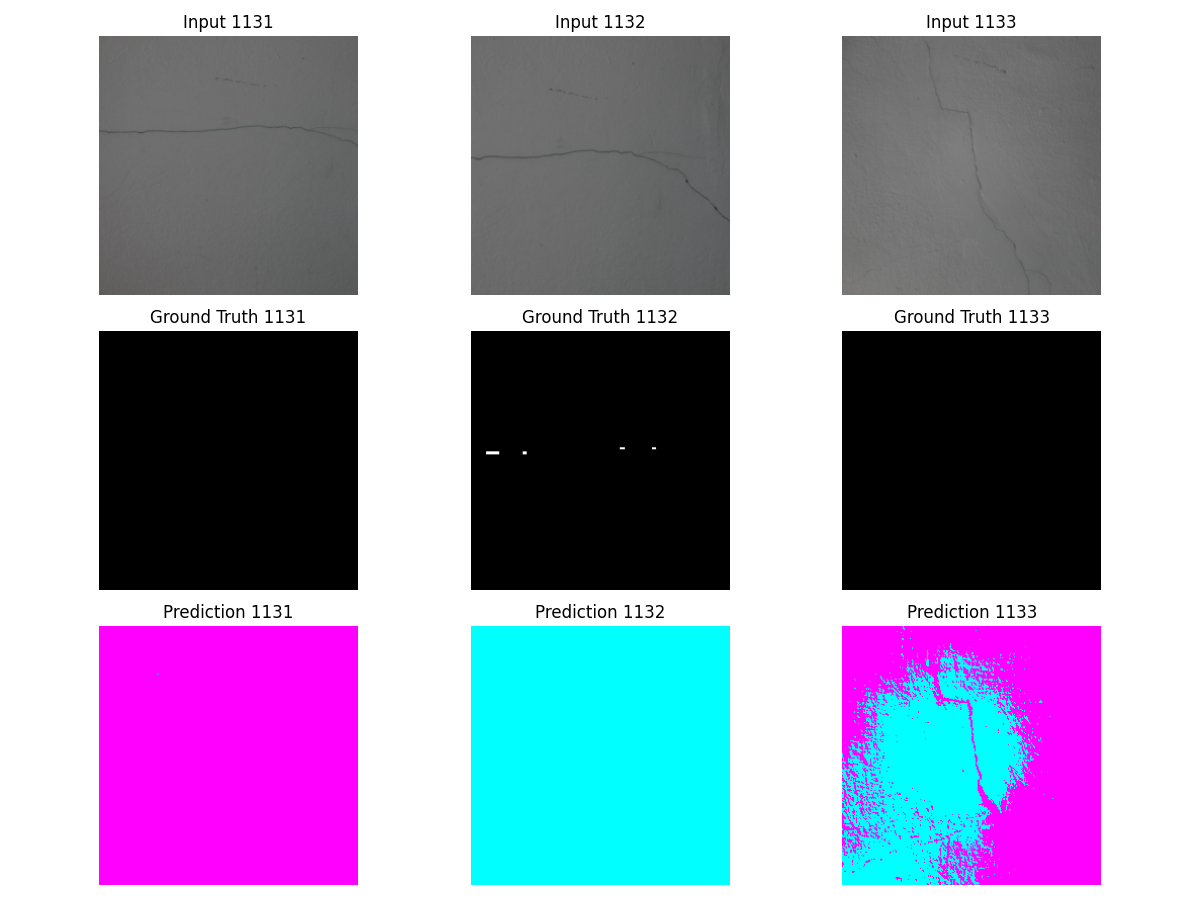 Input 1131
Input 1132
Input 1133
Ground Truth 1131
Ground Truth 1132
Ground Truth 1133
Prediction 1131
Prediction 1132
Prediction 1133